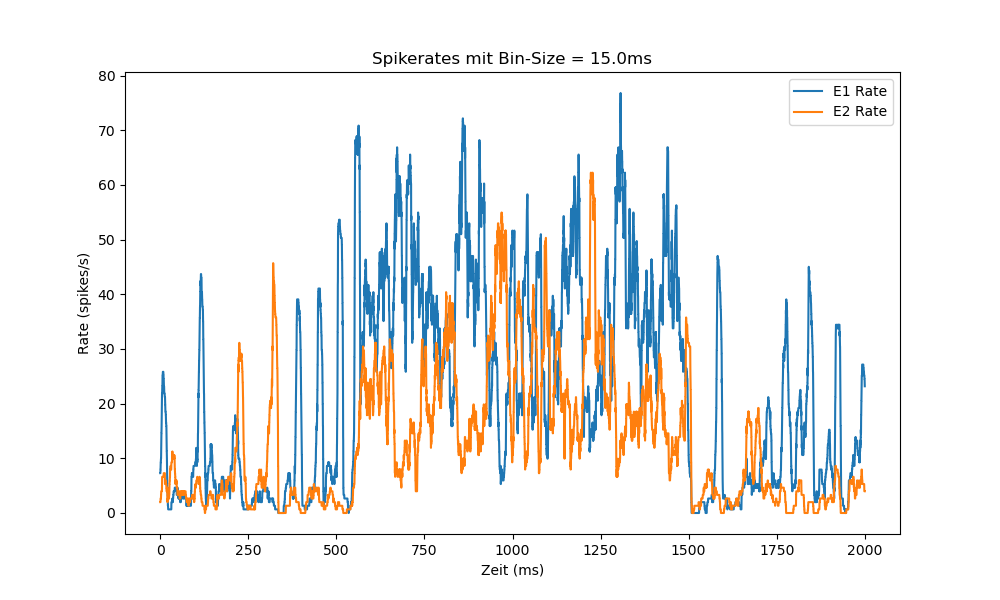 Spikerates mit Bin-Size = 15.0ms
E1 Rate
E2 Rate
80
70
60
50
40
30
20
10
0
Rate (spikes/s)
0 250 500 750 1000 1250 1500 1750 2000
Zeit (ms)